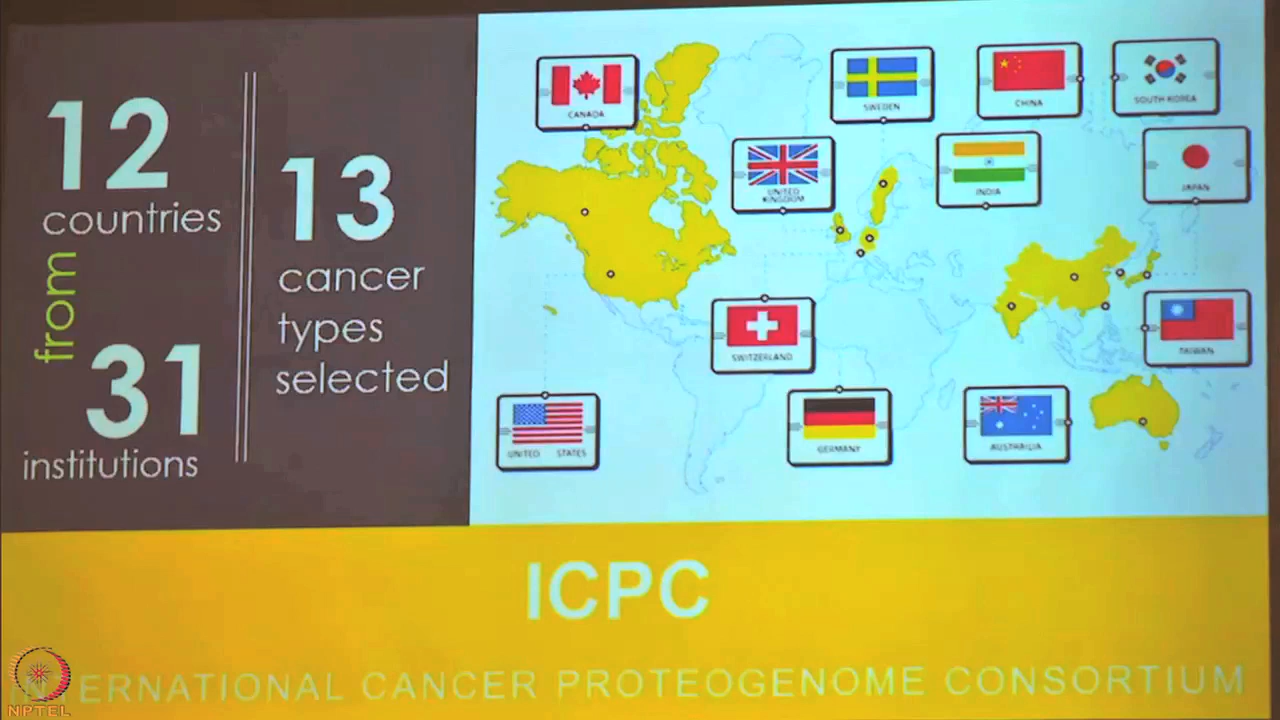 12
countries
from
31
institutions
13
cancer
types
selected
CANADA
SWEDEN
CHINA
SOUTH KOREA
UNITED
KINGDOM
INDIA
JAPAN
SWITZERLAND
TAIWAN
UNITED STATES
GERMANY
AUSTRALIA
ICPC
INTERNATIONAL CANCER PROTEOGENOME CONSORTIUM
NPTEL